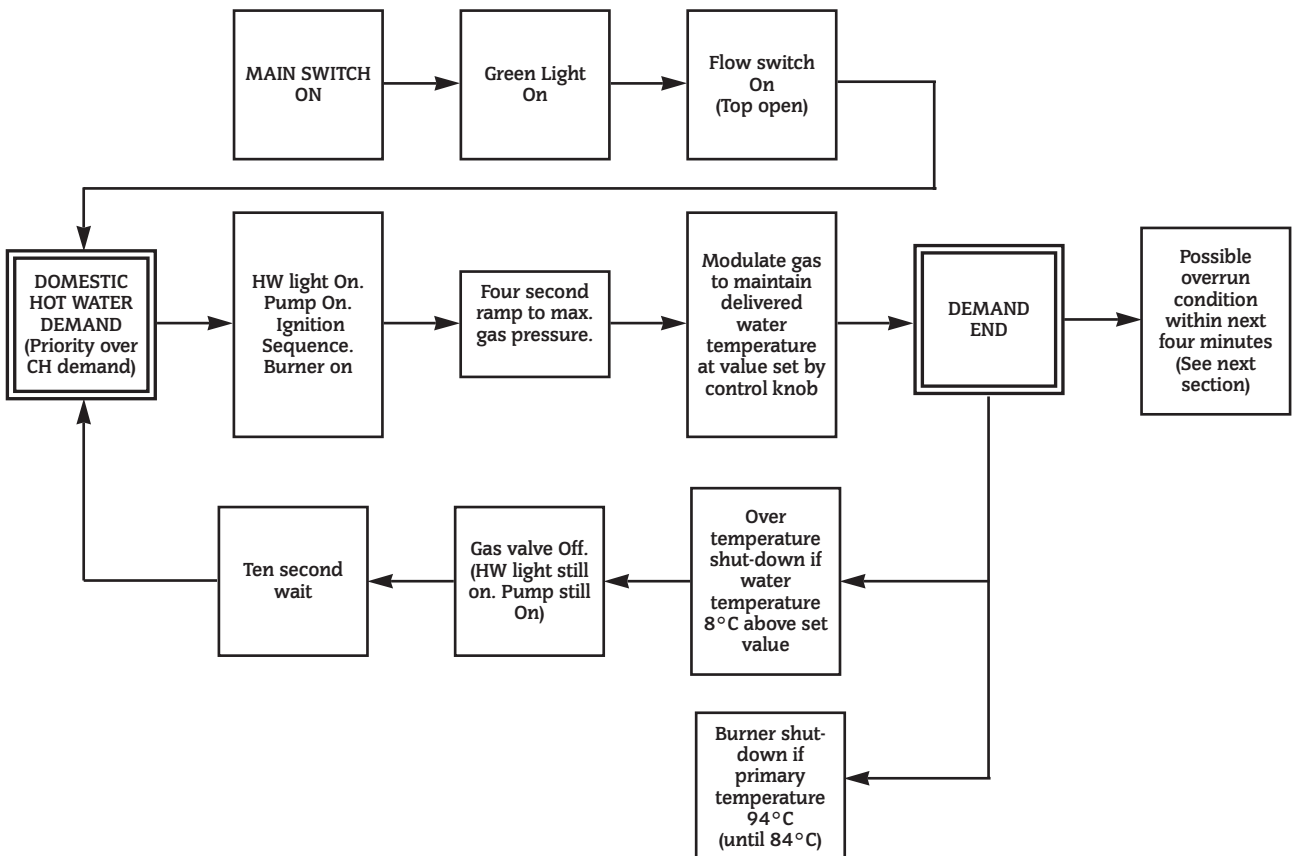 MAIN SWITCH
ON
Green Light
On
Flow switch
On
(Top open)
DOMESTIC
HOT WATER
DEMAND
(Priority over
CH demand)
HW light On.
Pump On.
Ignition
Sequence.
Burner on
Four second
ramp to max.
gas pressure.
Modulate gas
to maintain
delivered
water
temperature
at value set by
control knob
DEMAND
END
Possible
overrun
condition
within next
four minutes
(See next
section)
Over
temperature
shut-down if
water
temperature
8°C above set
value
Gas valve Off.
(HW light still
on. Pump still
On)
Ten second
wait
Burner shut-
down if
primary
temperature
94°C
(until 84°C)